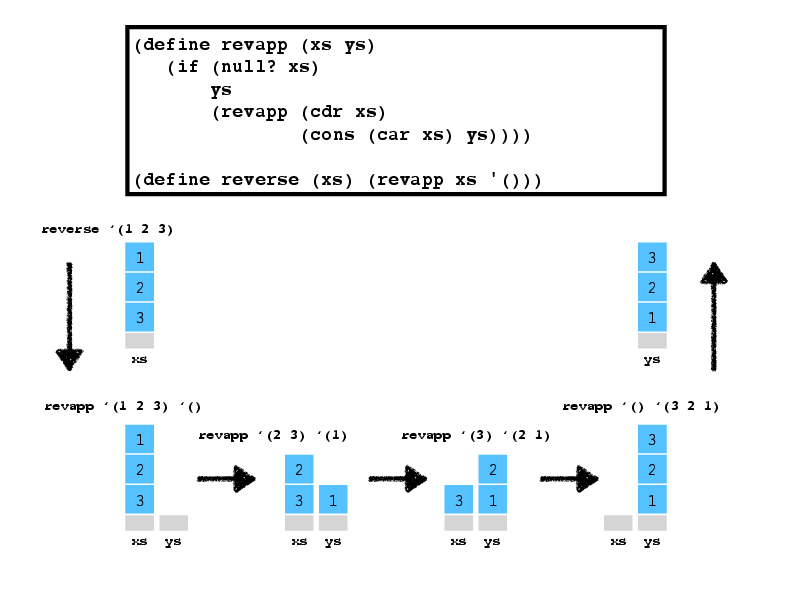 (define revapp (xs ys)
   (if (null? xs)
       ys
       (revapp (cdr xs)
               (cons (car xs) ys))))
(define reverse (xs) (revapp xs '()))
reverse ‘(1 2 3)
1
2
3
xs
3
2
1
ys
revapp ‘(1 2 3) ‘()
1
2
3
xs ys
revapp ‘(2 3) ‘(1)
2
3 1
xs ys
revapp ‘(3) ‘(2 1)
2
3 1
xs ys
revapp ‘() ‘(3 2 1)
3
2
1
xs ys